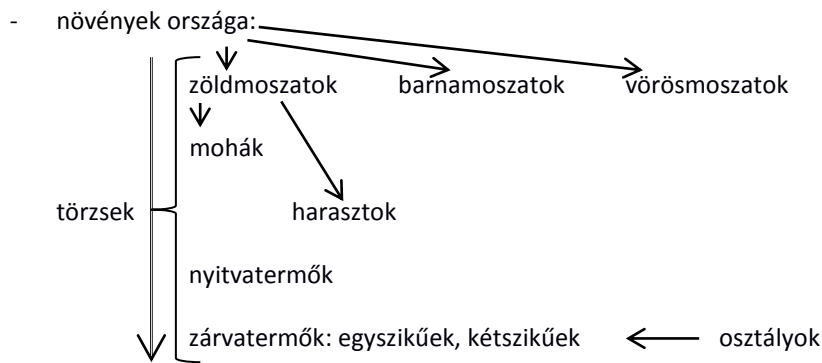 - növények országa:
zöldmoszatok barnamoszatok vörösmoszatok
mohák
törzsek harasztok
nyitvatermők
zárvatermők: egyszikűek, kétszikűek osztályok